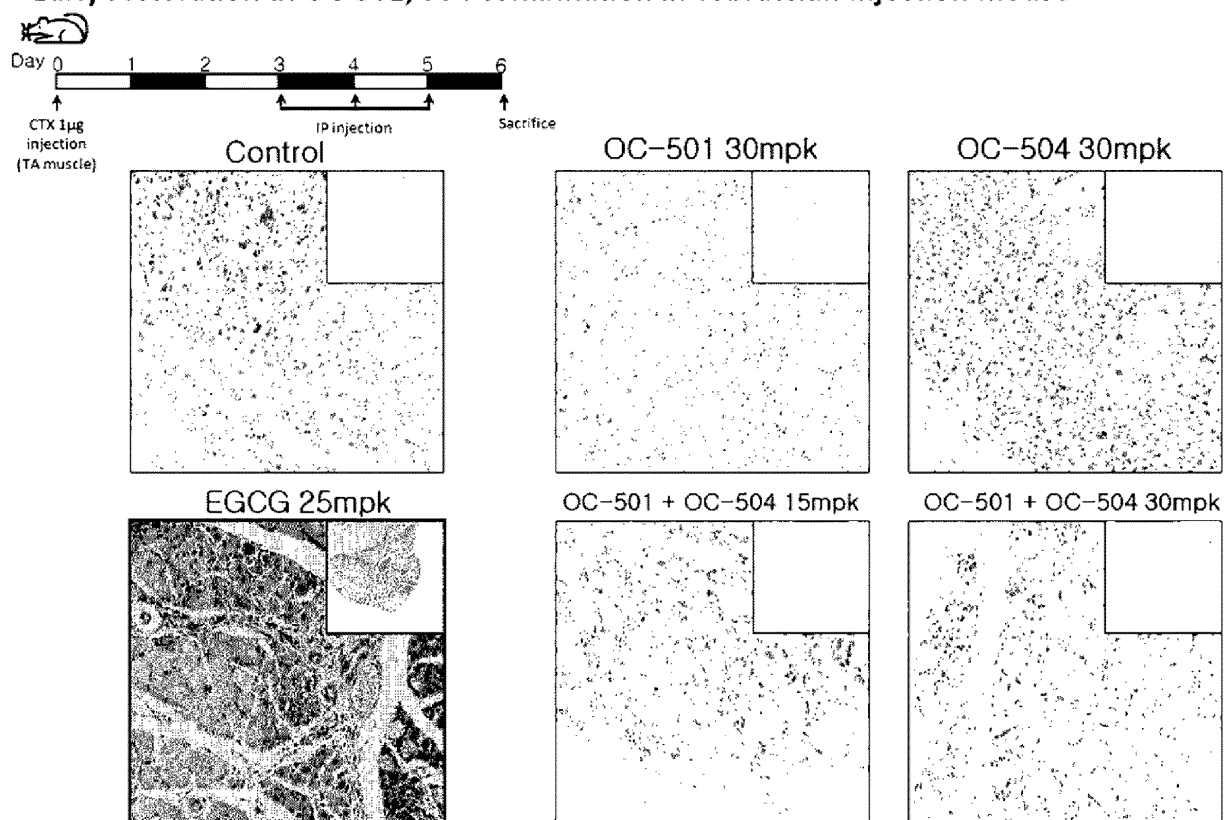 Day 0 1 2 3 4 5 6
CTX 1µg
injection
(TA muscle)
IP injection
Sacrifice
Control
OC-501 30mpk
OC-504 30mpk
EGCG 25mpk
OC-501 + OC-504 15mpk
OC-501 + OC-504 30mpk